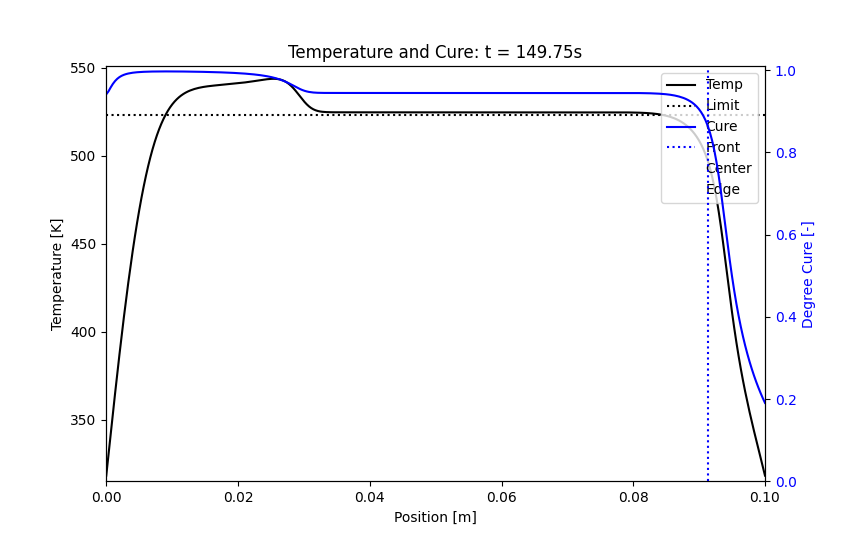 Temperature and Cure: t = 149.75s
550
500
450
400
350
Temperature [K]
0.00
0.02
0.04
0.06
0.08
0.10
Position [m]
1.0
0.8
0.6
0.4
0.2
0.0
Degree Cure [-]
Temp
Limit
Cure
Front
Center
Edge